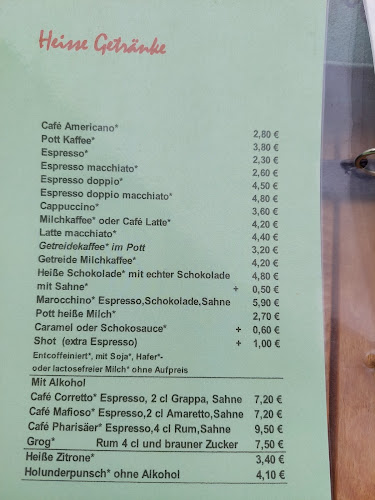 Heisse Getränke
Café Americano* 2,80 €
Pott Kaffee* 3,80 €
Espresso* 2,30 €
Espresso macchiato* 2,60 €
Espresso doppio* 4,50 €
Espresso doppio macchiato* 4,80 €
Cappuccino* 3,60 €
Milchkaffee* oder Café Latte* 4,20 €
Latte macchiato* 4,40 €
Getreidekaffee* im Pott 3,20 €
Getreide Milchkaffee* 4,20 €
Heiße Schokolade* mit echter Schokolade 4,80 €
mit Sahne* + 0,50 €
Marocchino* Espresso,Schokolade,Sahne 5,90 €
Pott heiße Milch* 2,70 €
Caramel oder Schokosauce* + 0,60 €
Shot (extra Espresso) + 1,00 €
Entcoffeiniert*, mit Soja*, Hafer*-
oder lactosefreier Milch* ohne Aufpreis
Mit Alkohol
Café Corretto* Espresso, 2 cl Grappa, Sahne 7,20 €
Café Mafioso* Espresso,2 cl Amaretto,Sahne 7,20 €
Café Pharisäer* Espresso,4 cl Rum,Sahne 9,50 €
Grog* Rum 4 cl und brauner Zucker 7,50 €
Heiße Zitrone* 3,40 €
Holunderpunsch* ohne Alkohol 4,10 €